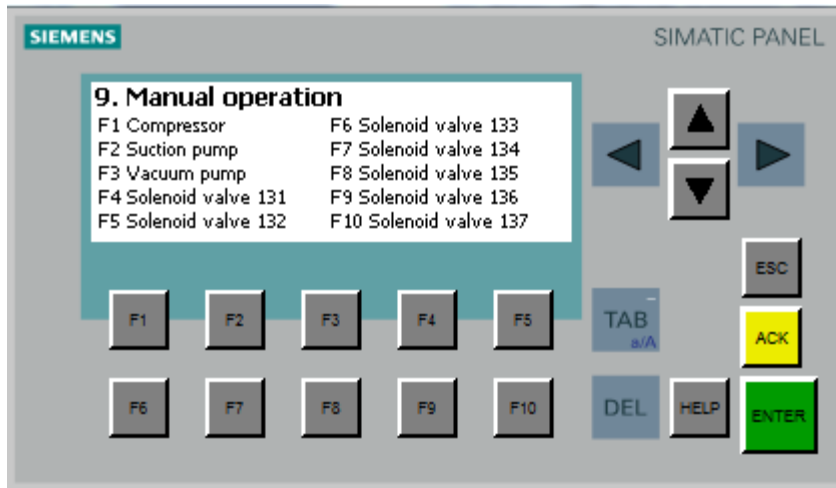 SIEMENS
SIMATIC PANEL
9. Manual operation
F1 Compressor
F2 Suction pump
F3 Vacuum pump
F4 Solenoid valve 131
F5 Solenoid valve 132
F6 Solenoid valve 133
F7 Solenoid valve 134
F8 Solenoid valve 135
F9 Solenoid valve 136
F10 Solenoid valve 137
ESC
F1 F2 F3 F4 F5
TAB
a/A
ACK
F6 F7 F8 F9 F10
DEL
HELP
ENTER